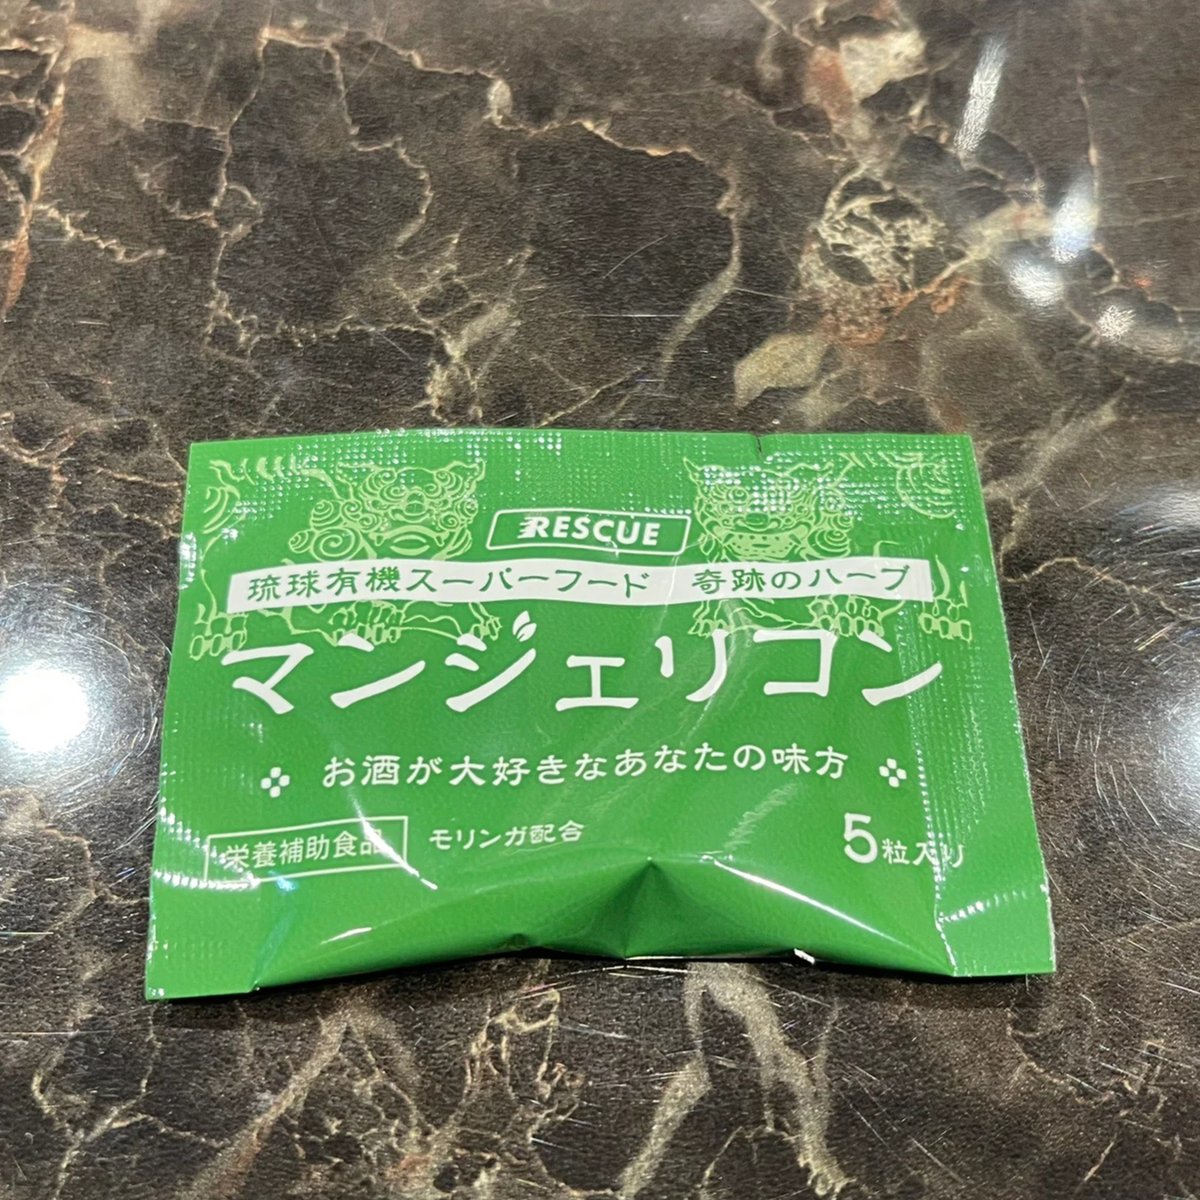 RESCUE
琉球有機スーパーフード 奇跡のハーブ
マンジェリコン
お酒が大好きなあなたの味方
栄養補助食品 モリンガ配合 5粒入り